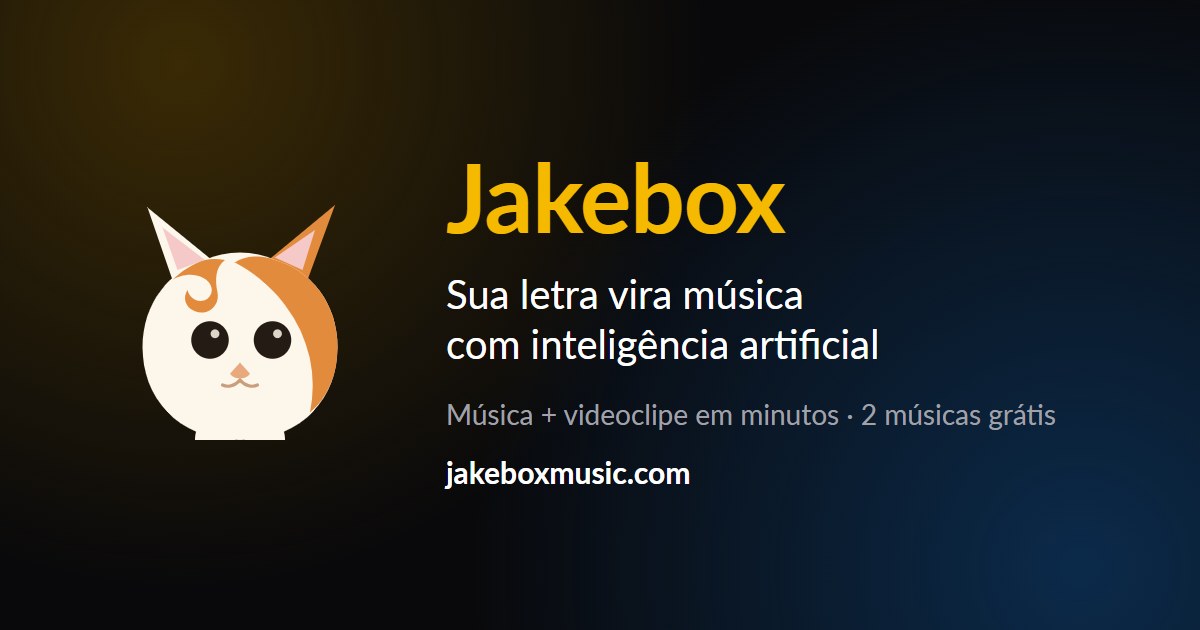 Jakebox
Sua letra vira música
com inteligência artificial
Música + videoclipe em minutos · 2 músicas grátis
jakeboxmusic.com